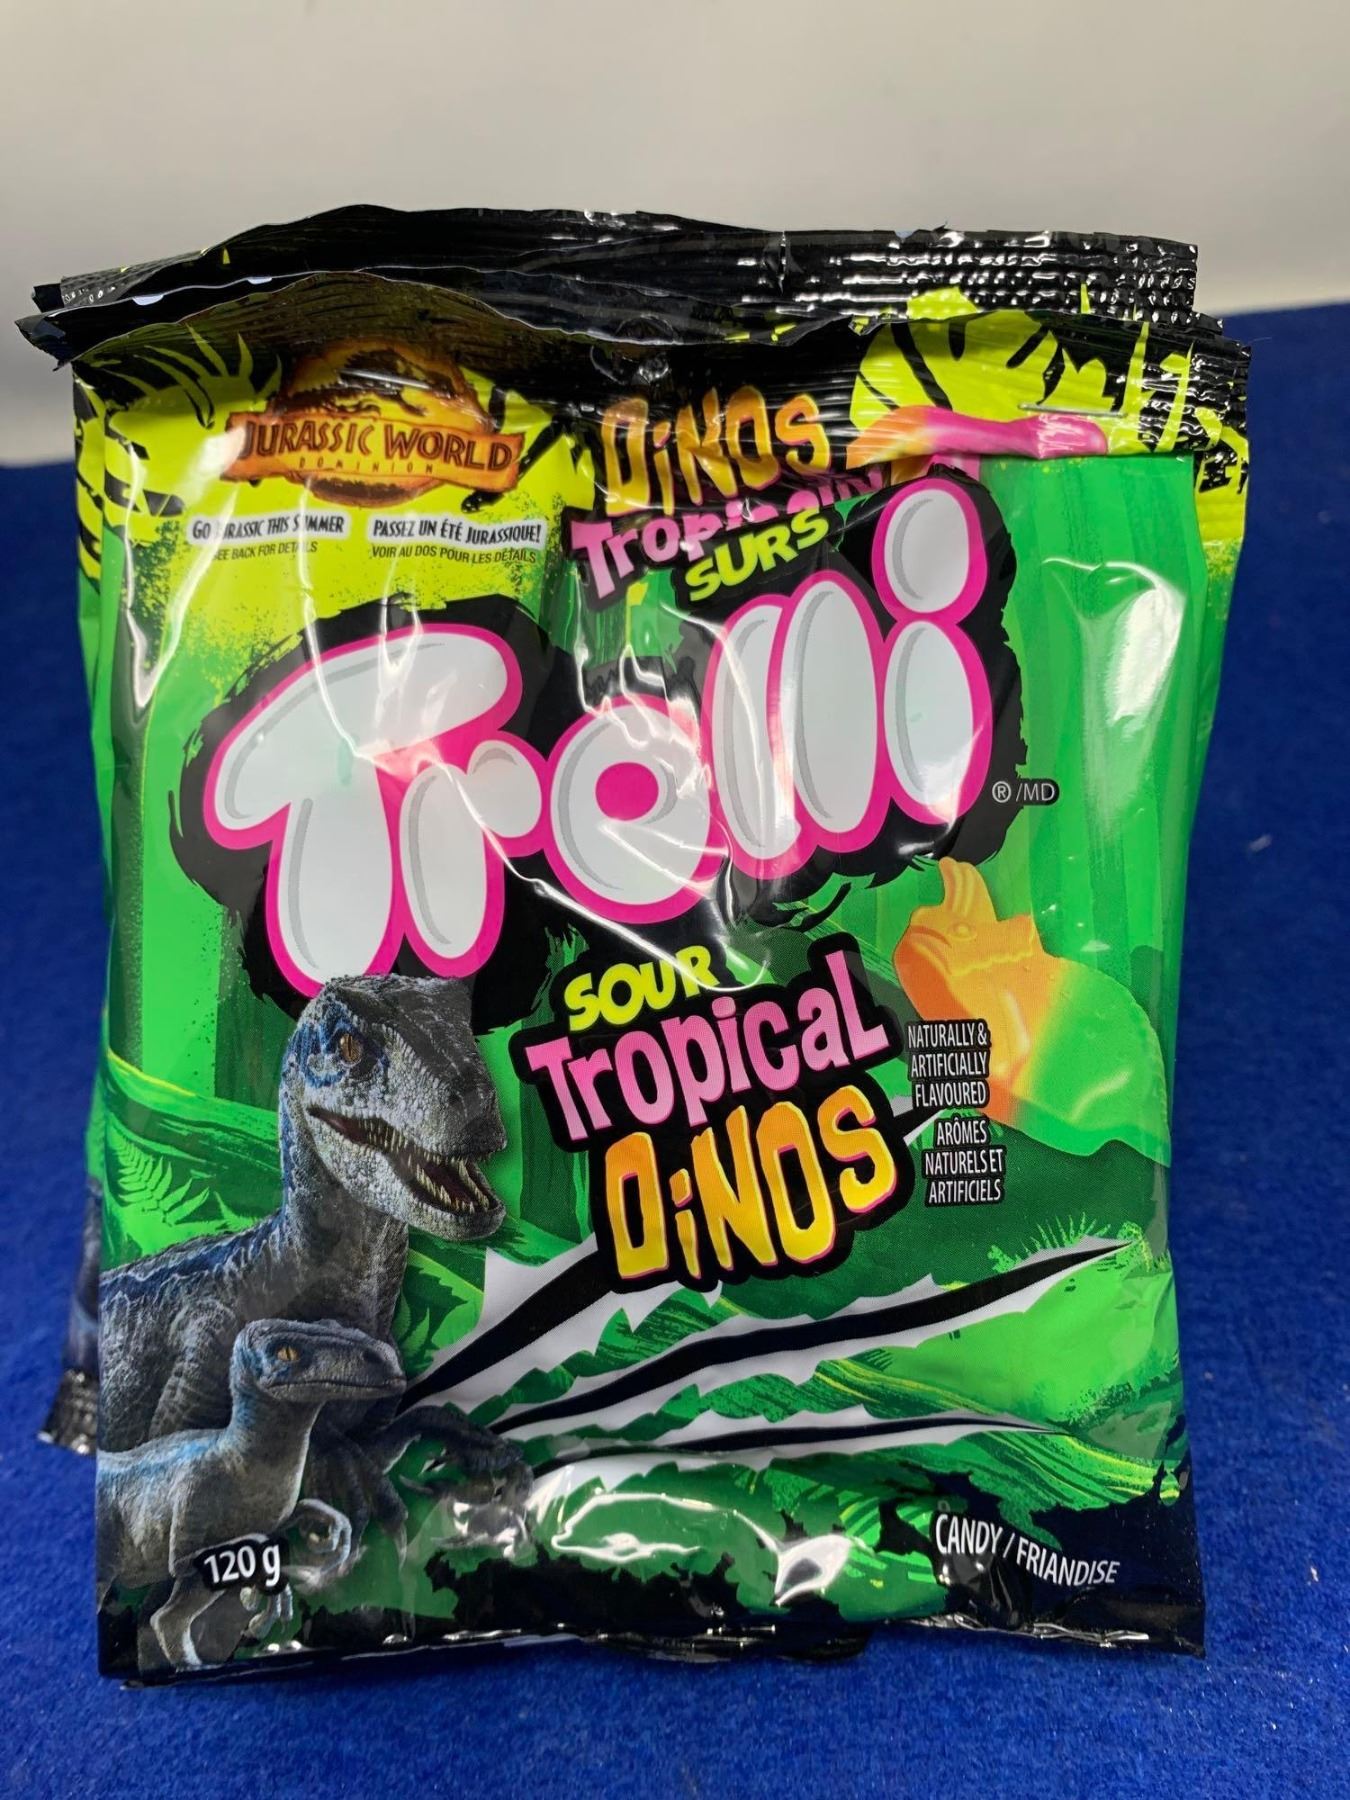 JURASSIC WORLD
DOMINION
GO JURASSIC THIS SUMMER
SEE BACK FOR DETAILS
PASSEZ UN ÉTÉ JURASSIQUE!
VOIR AU DOS POUR LES DÉTAILS
DiNOS
SURS
Trolli
®/MD
SOUR
TropicaL
DiNOS
NATURALLY &
ARTIFICIALLY
FLAVOURED
ARÔMES
NATURELS ET
ARTIFICIELS
120 g
CANDY / FRIANDISE